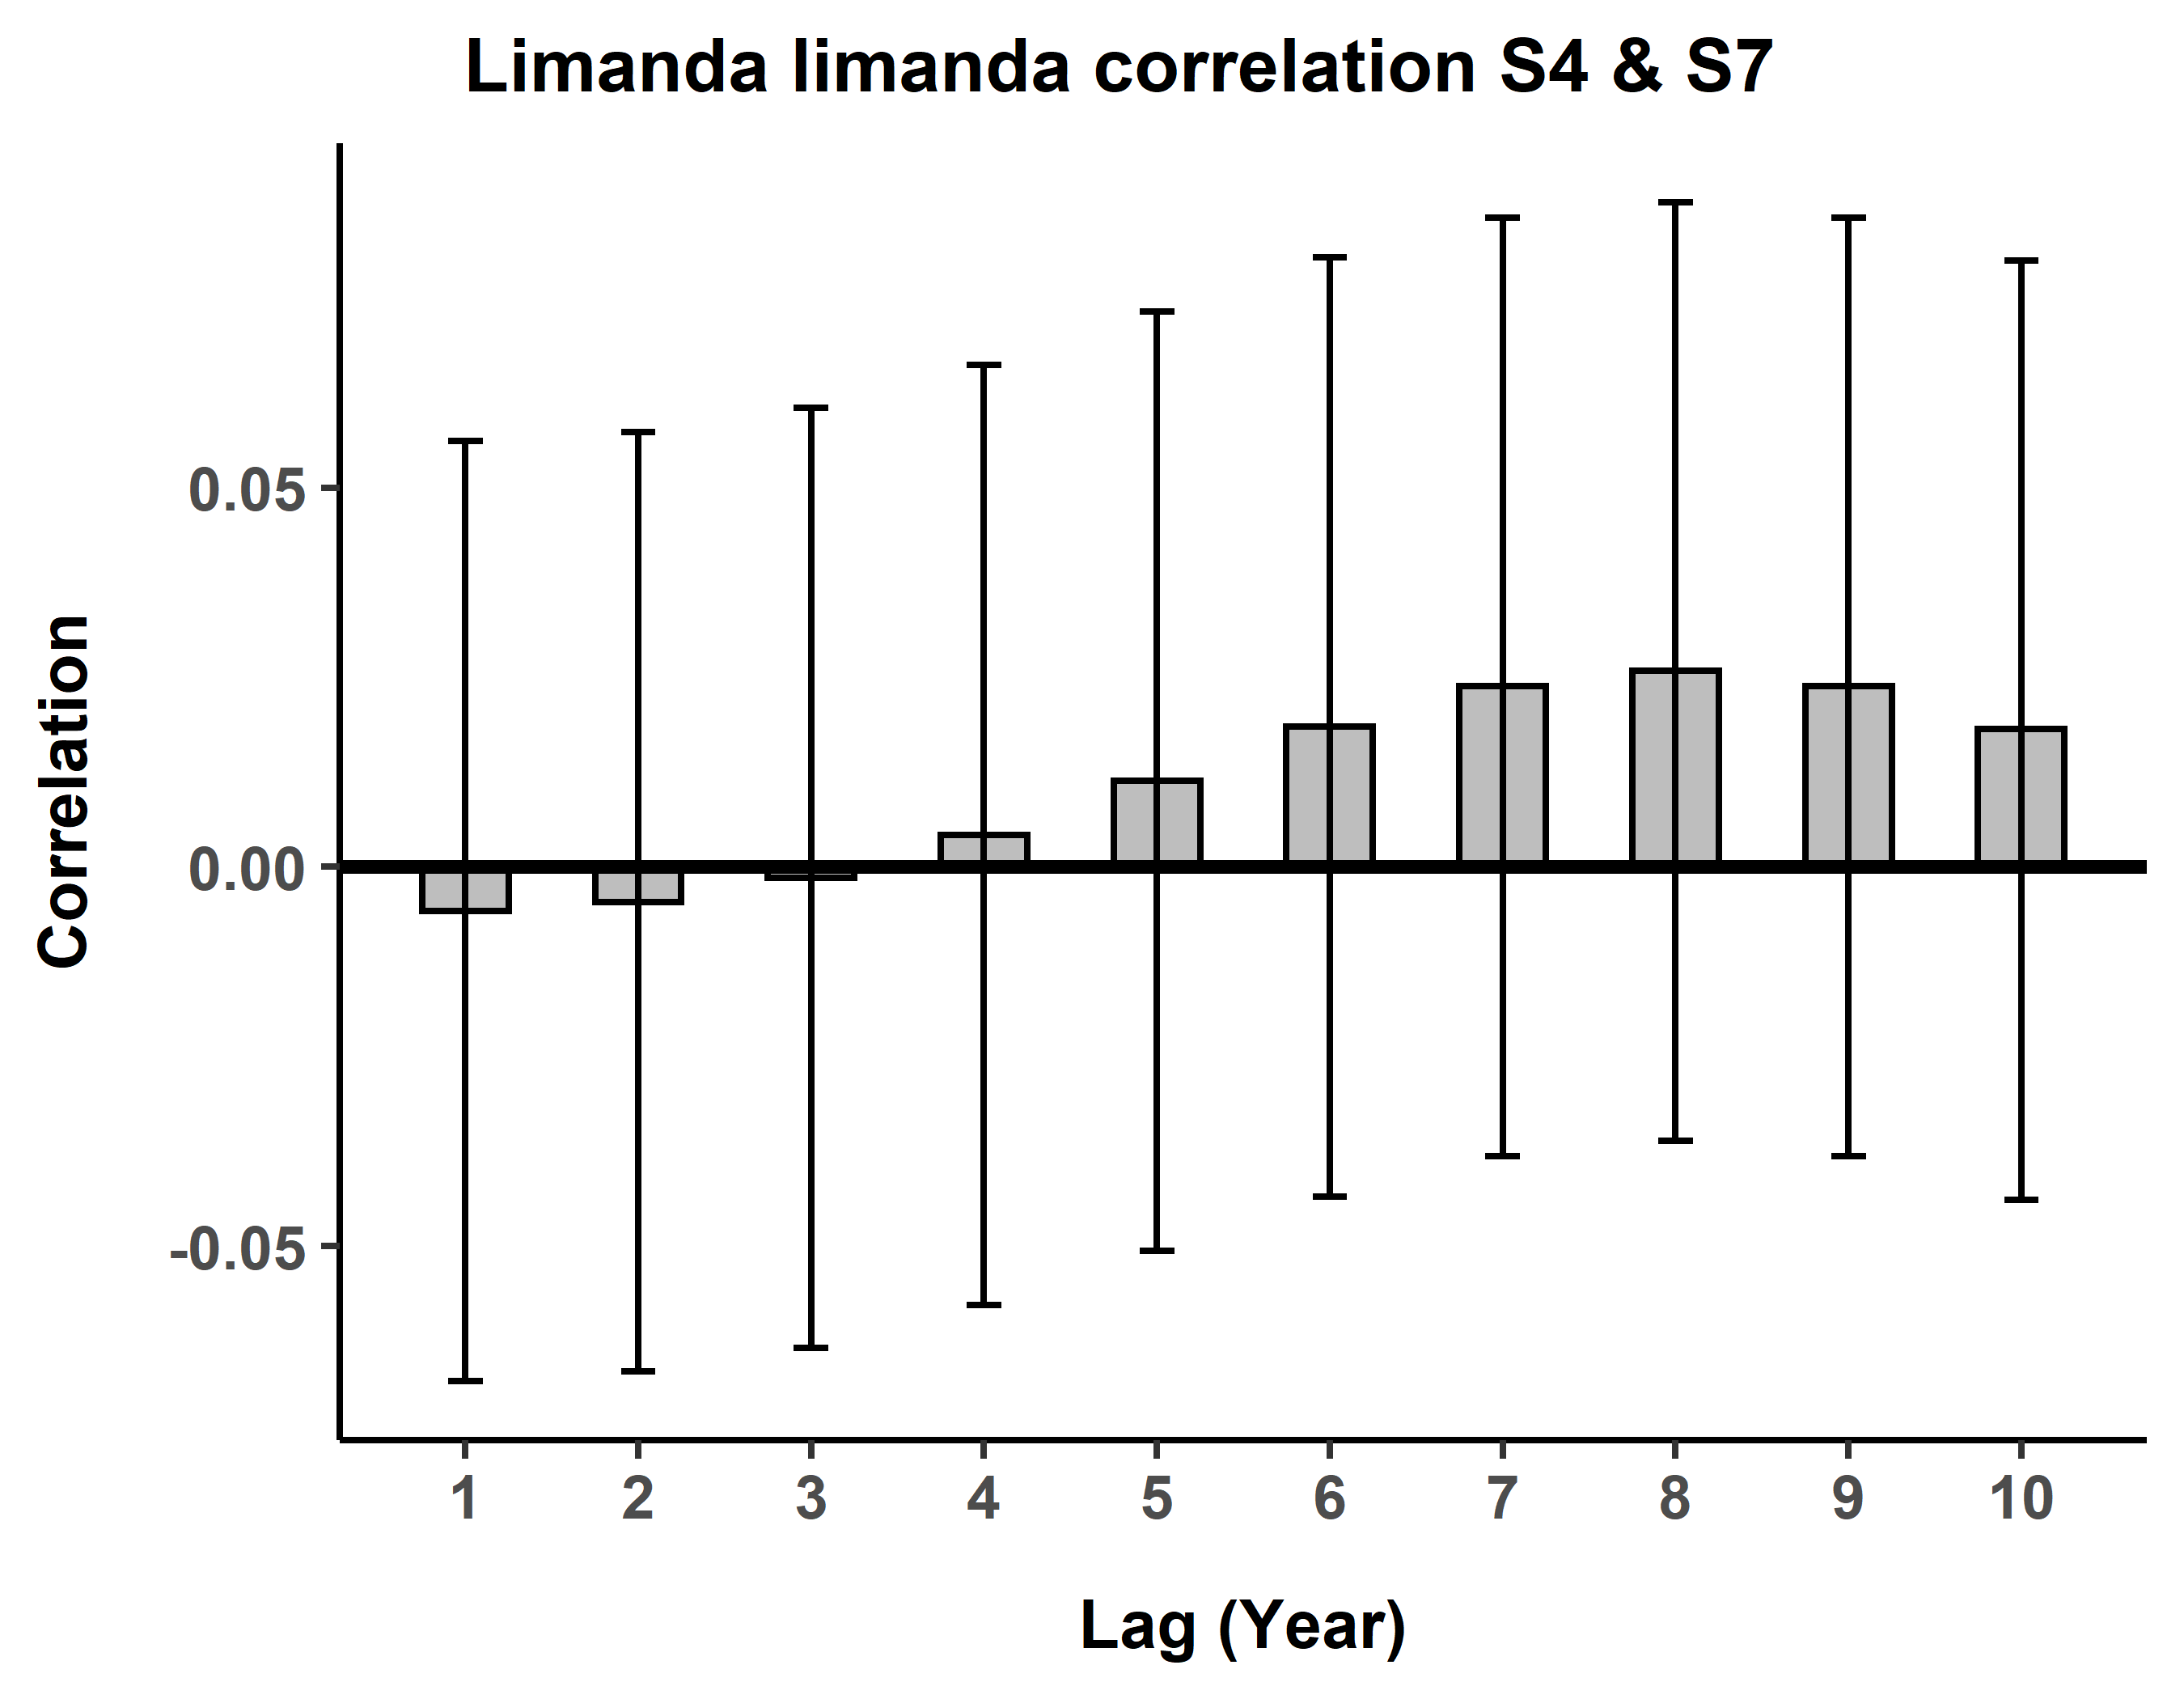 Limanda limanda correlation S4 & S7
Correlation
0.05
0.00
-0.05
1 2 3 4 5 6 7 8 9 10
Lag (Year)